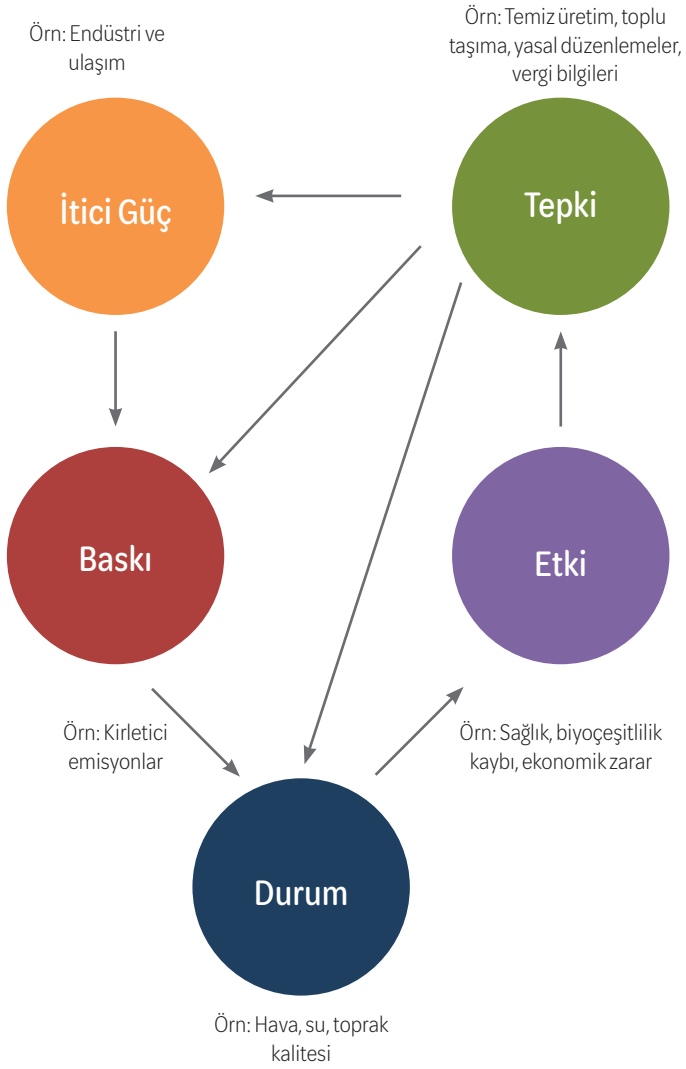 Örn: Endüstri ve
ulaşım
Örn: Temiz üretim, toplu
taşıma, yasal düzenlemeler,
vergi bilgileri
İtici Güç
Tepki
Baskı
Etki
Örn: Kirletici
emisyonlar
Örn: Sağlık, biyoçeşitlilik
kaybı, ekonomik zarar
Durum
Örn: Hava, su, toprak
kalitesi